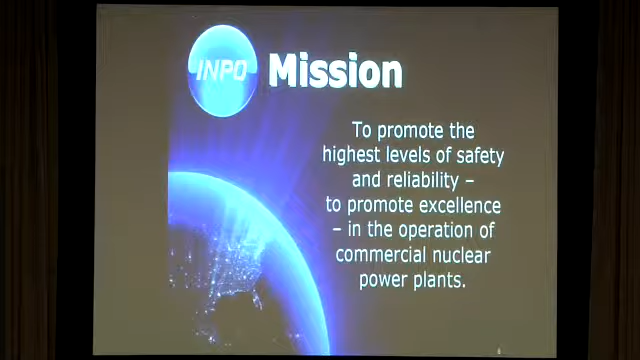 INPO Mission
To promote the
highest levels of safety
and reliability –
to promote excellence
– in the operation of
commercial nuclear
power plants.